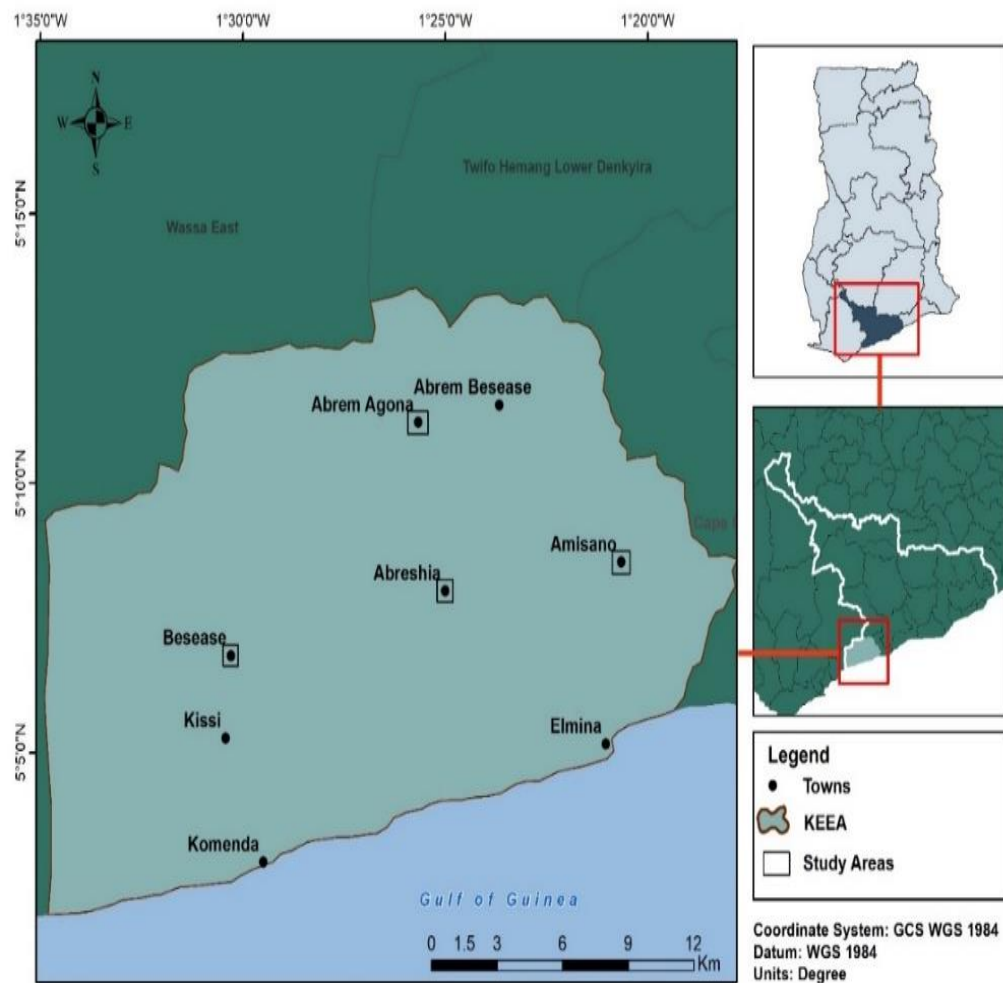 1°35'0"W 1°30'0"W 1°25'0"W 1°20'0"W
N
W E
S
5°15'0"N
5°10'0"N
5°5'0"N
Twifo Hemang Lower Denkyira
Wassa East
Abrem Besease
Abrem Agona
Cape
Amisano
Abreshia
Besease
Kissi
Elmina
Komenda
Gulf of Guinea
0 1.5 3 6 9 12
Km
Legend
Towns
KEEA
Study Areas
Coordinate System: GCS WGS 1984
Datum: WGS 1984
Units: Degree